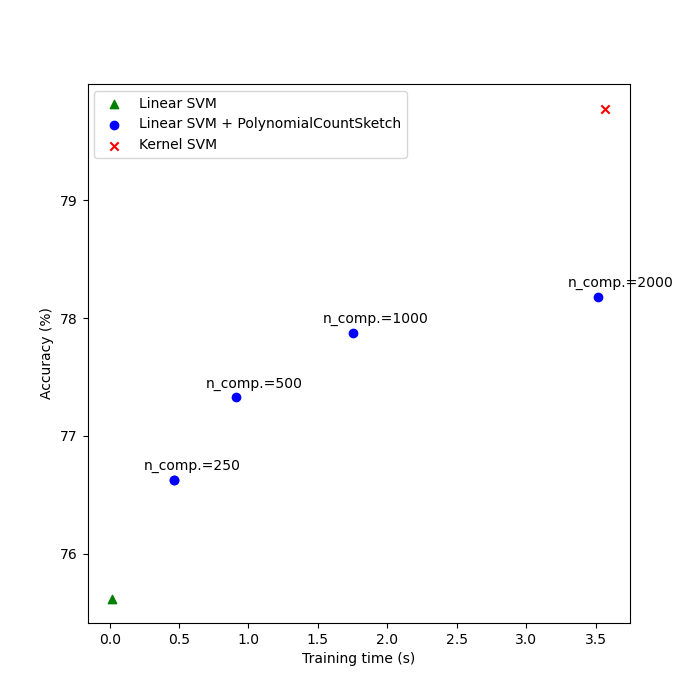 Linear SVM
Linear SVM + PolynomialCountSketch
Kernel SVM
79
78
77
76
Accuracy (%)
n_comp.=2000
n_comp.=1000
n_comp.=500
n_comp.=250
0.0 0.5 1.0 1.5 2.0 2.5 3.0 3.5
Training time (s)